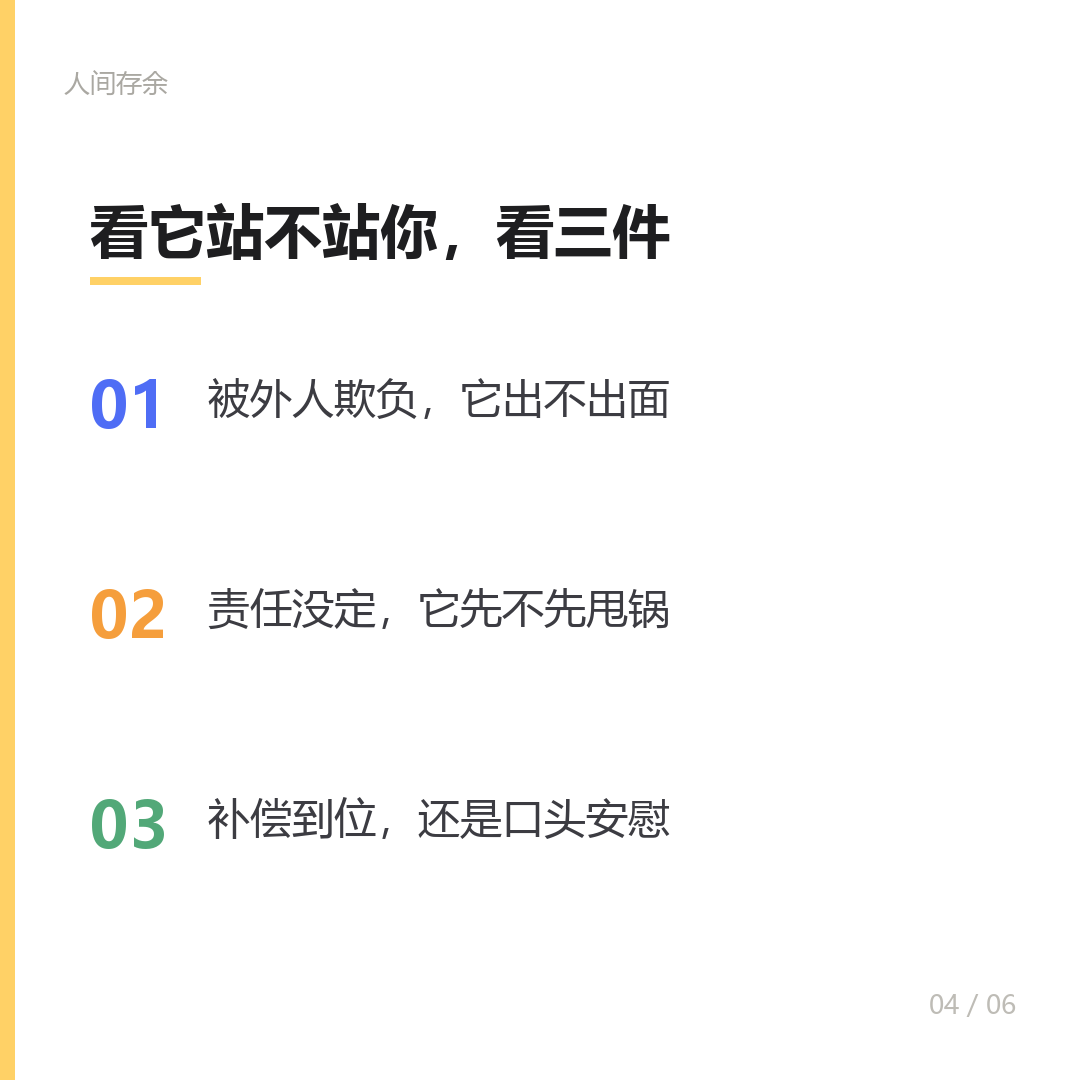 人间存余
看它站不站你，看三件
01 被外人欺负，它出不出面
02 责任没定，它先不先甩锅
03 补偿到位，还是口头安慰
04 / 06